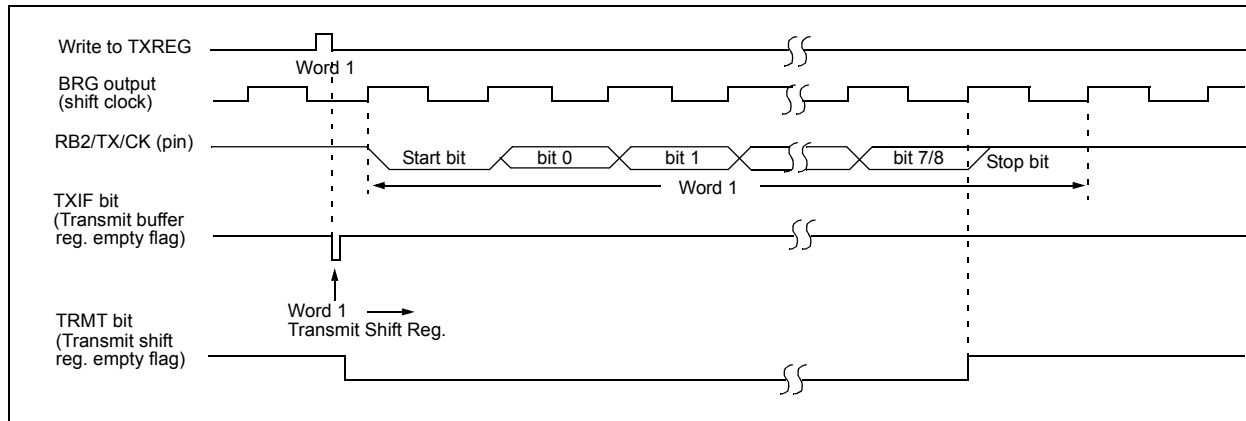 Write to TXREG
Word 1
BRG output
(shift clock)
RB2/TX/CK (pin)
Start bit
bit 0
bit 1
bit 7/8
Stop bit
Word 1
TXIF bit
(Transmit buffer
reg. empty flag)
Word 1
Transmit Shift Reg.
TRMT bit
(Transmit shift
reg. empty flag)